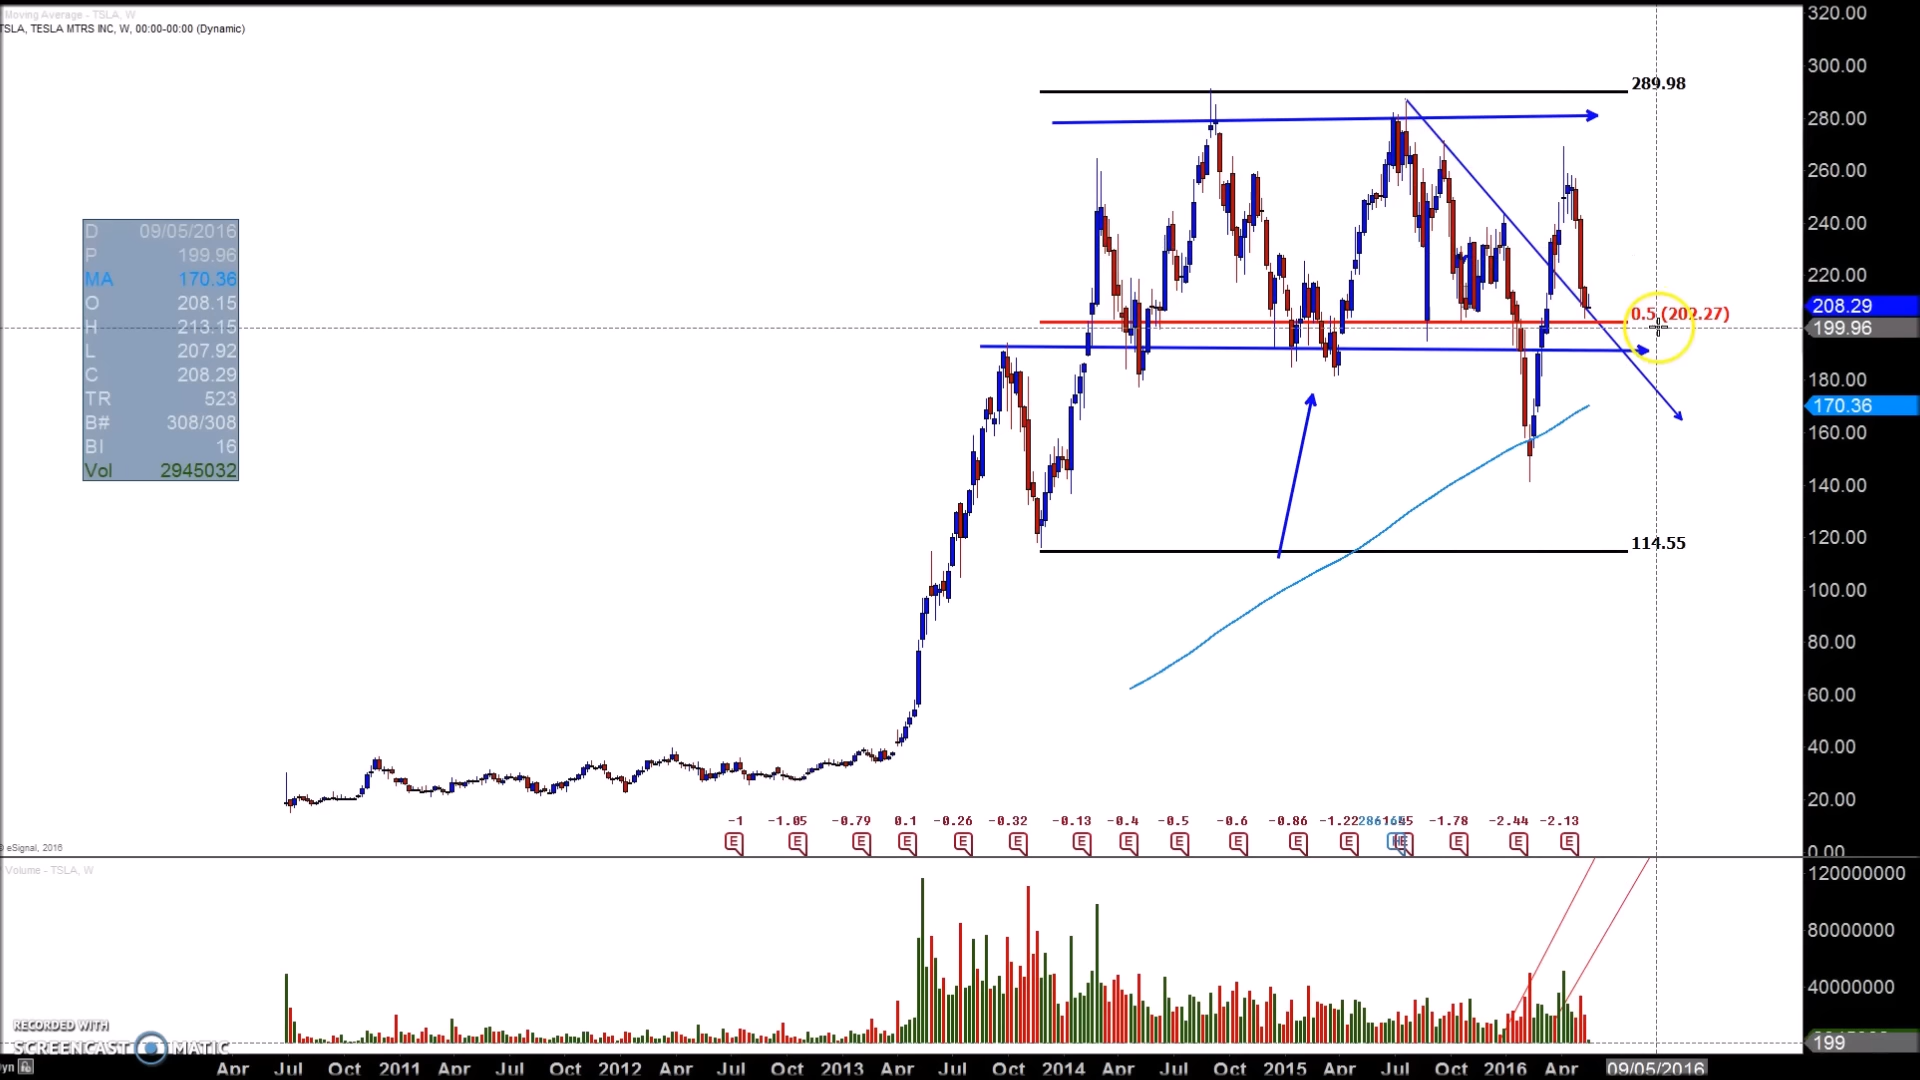 Moving Average - TSLA, W
TSLA, TESLA MTRS INC, W, 00:00-00:00 (Dynamic)
320.00
300.00
289.98
280.00
260.00
240.00
220.00
208.29
0.5 (202.27)
199.96
180.00
170.36
160.00
140.00
120.00
114.55
100.00
80.00
60.00
40.00
20.00
0.00
D 09/05/2016
P 199.96
MA 170.36
O 208.15
H 213.15
L 207.92
C 208.29
TR 523
B# 308/308
BI 16
Vol 2945032
-1 -1.05 -0.79 0.1 -0.26 -0.32 -0.13 -0.4 -0.5 -0.6 -0.86 -1.22 -1.78 -2.44 -2.13
E E E E E E E E E E E E E E E
© eSignal, 2016
Volume - TSLA, W
120000000
80000000
40000000
199
RECORDED WITH
SCREENCAST MATIC
Apr Jul Oct 2011 Apr Jul Oct 2012 Apr Jul Oct 2013 Apr Jul Oct 2014 Apr Jul Oct 2015 Apr Jul Oct 2016 Apr 09/05/2016